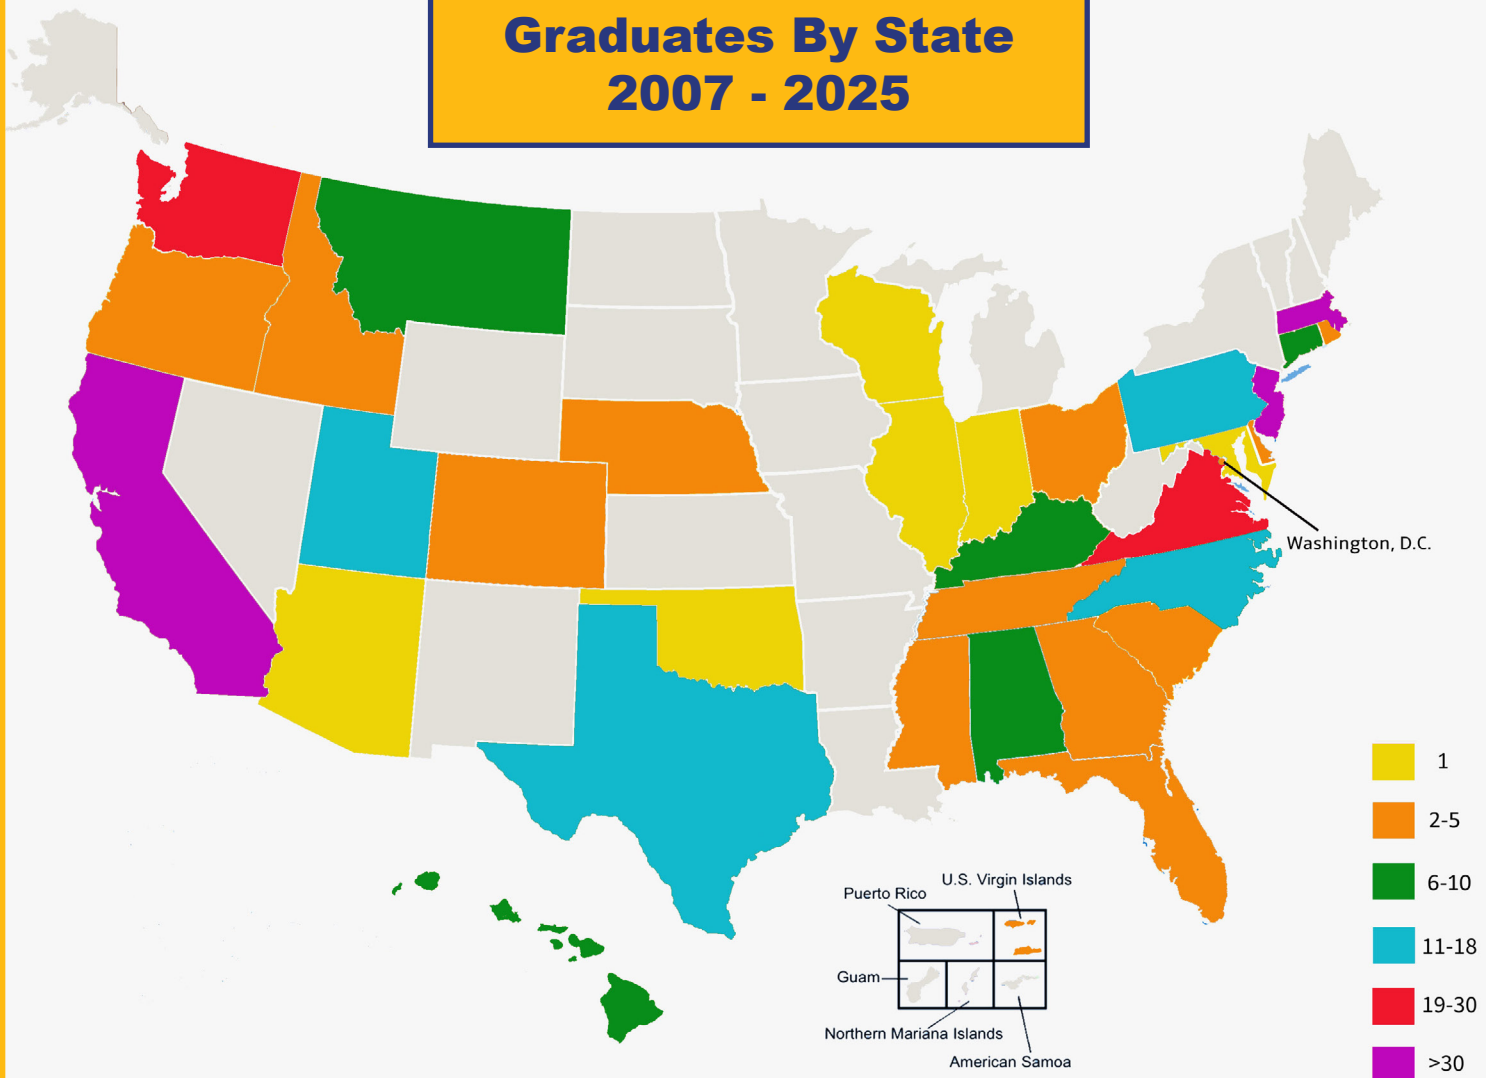 Graduates By State
2007 - 2025
Washington, D.C.
1
2-5
6-10
11-18
19-30
>30
U.S. Virgin Islands
Puerto Rico
Guam
Northern Mariana Islands
American Samoa